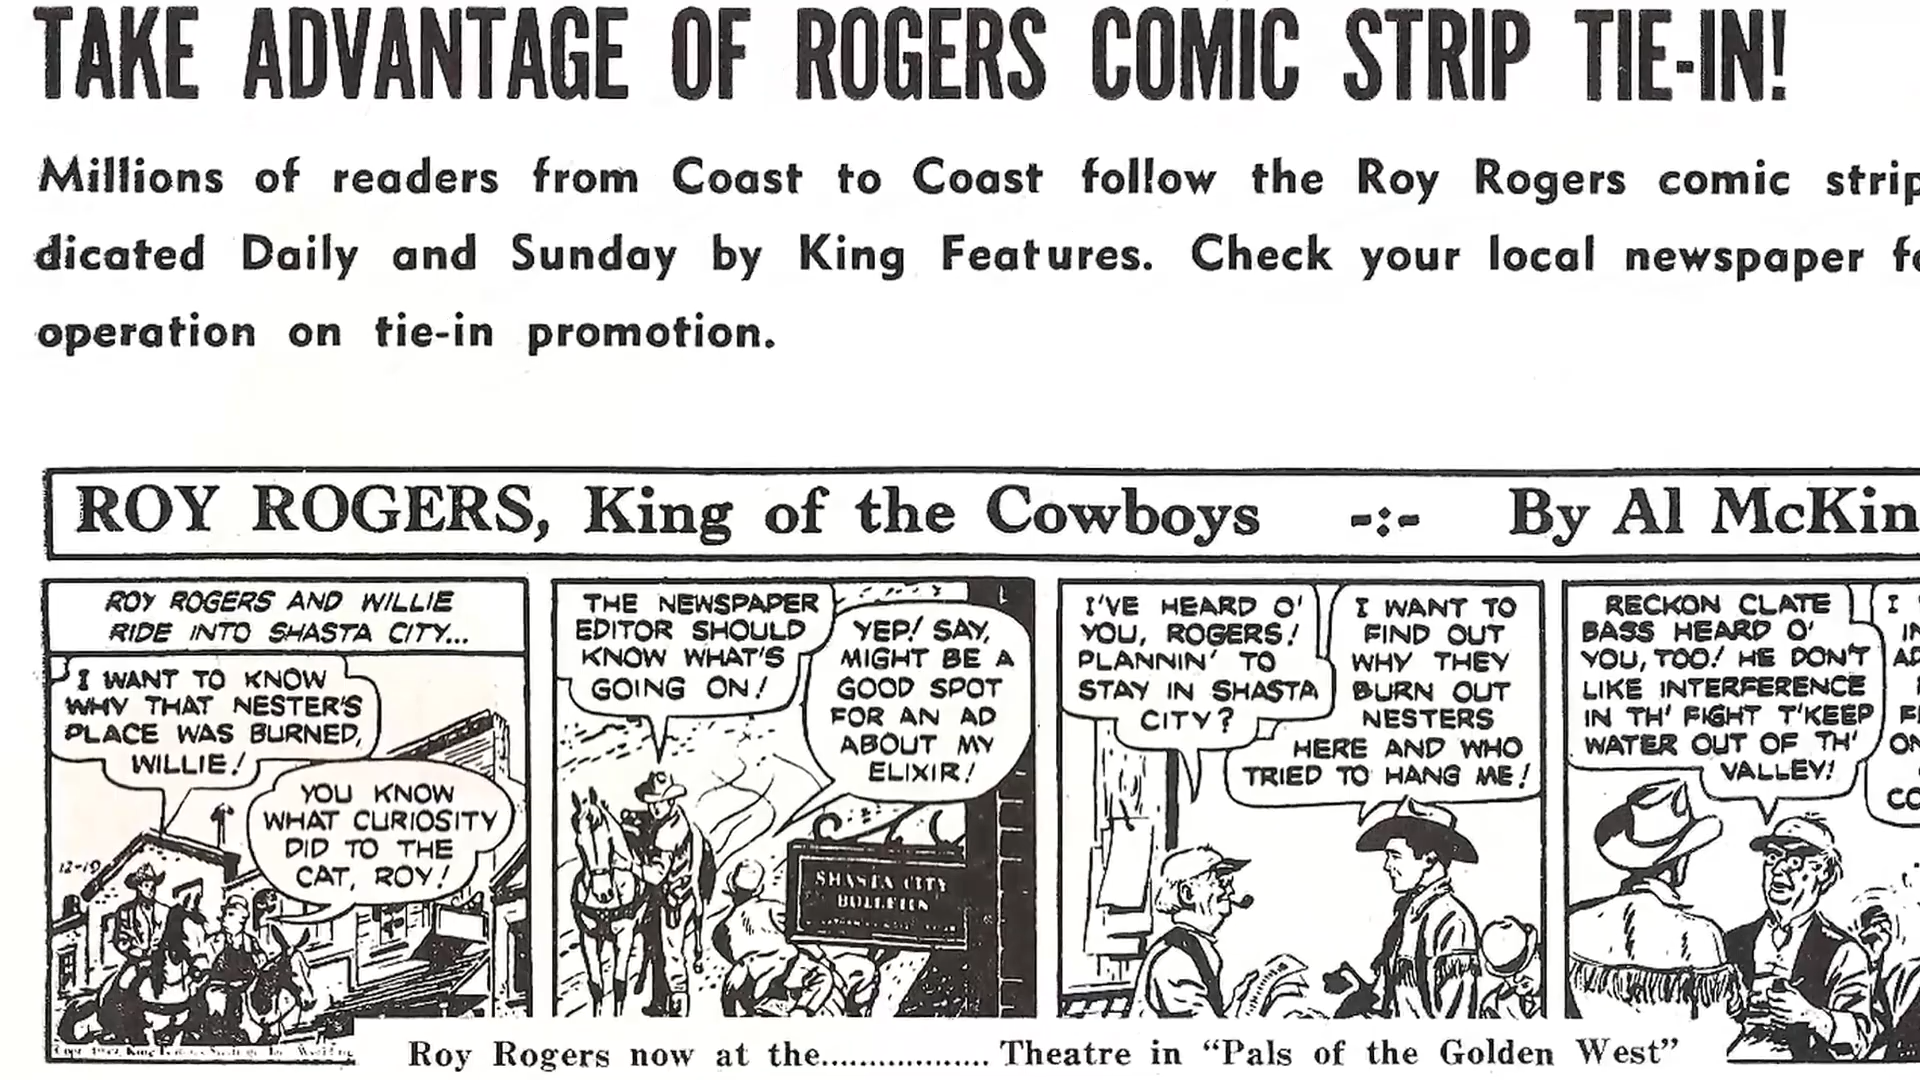 TAKE ADVANTAGE OF ROGERS COMIC STRIP TIE-IN!
Millions of readers from Coast to Coast follow the Roy Rogers comic strip
dicated Daily and Sunday by King Features. Check your local newspaper fo
operation on tie-in promotion.
ROY ROGERS, King of the Cowboys -:- By Al McKin
ROY ROGERS AND WILLIE
RIDE INTO SHASTA CITY...
I WANT TO KNOW
WHY THAT NESTER'S
PLACE WAS BURNED,
WILLIE!
YOU KNOW
WHAT CURIOSITY
DID TO THE
CAT, ROY!
12-19
THE NEWSPAPER
EDITOR SHOULD
KNOW WHAT'S
GOING ON!
YEP! SAY,
MIGHT BE A
GOOD SPOT
FOR AN AD
ABOUT MY
ELIXIR!
SHASTA CITY
BULLETIN
I'VE HEARD O'
YOU, ROGERS!
PLANNIN' TO
STAY IN SHASTA
CITY?
I WANT TO
FIND OUT
WHY THEY
BURN OUT
NESTERS
HERE AND WHO
TRIED TO HANG ME!
RECKON CLATE
BASS HEARD O'
YOU, TOO! HE DON'T
LIKE INTERFERENCE
IN TH' FIGHT T'KEEP
WATER OUT OF TH'
VALLEY!
I
IN
AD
FI
ON
CO
Roy Rogers now at the................. Theatre in “Pals of the Golden West”